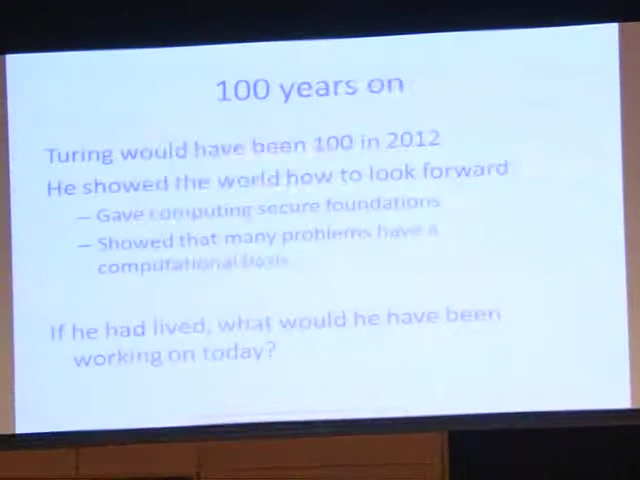 100 years on
Turing would have been 100 in 2012
He showed the world how to look forward
– Gave computing secure foundations
– Showed that many problems have a
computational basis
If he had lived, what would he have been
working on today?